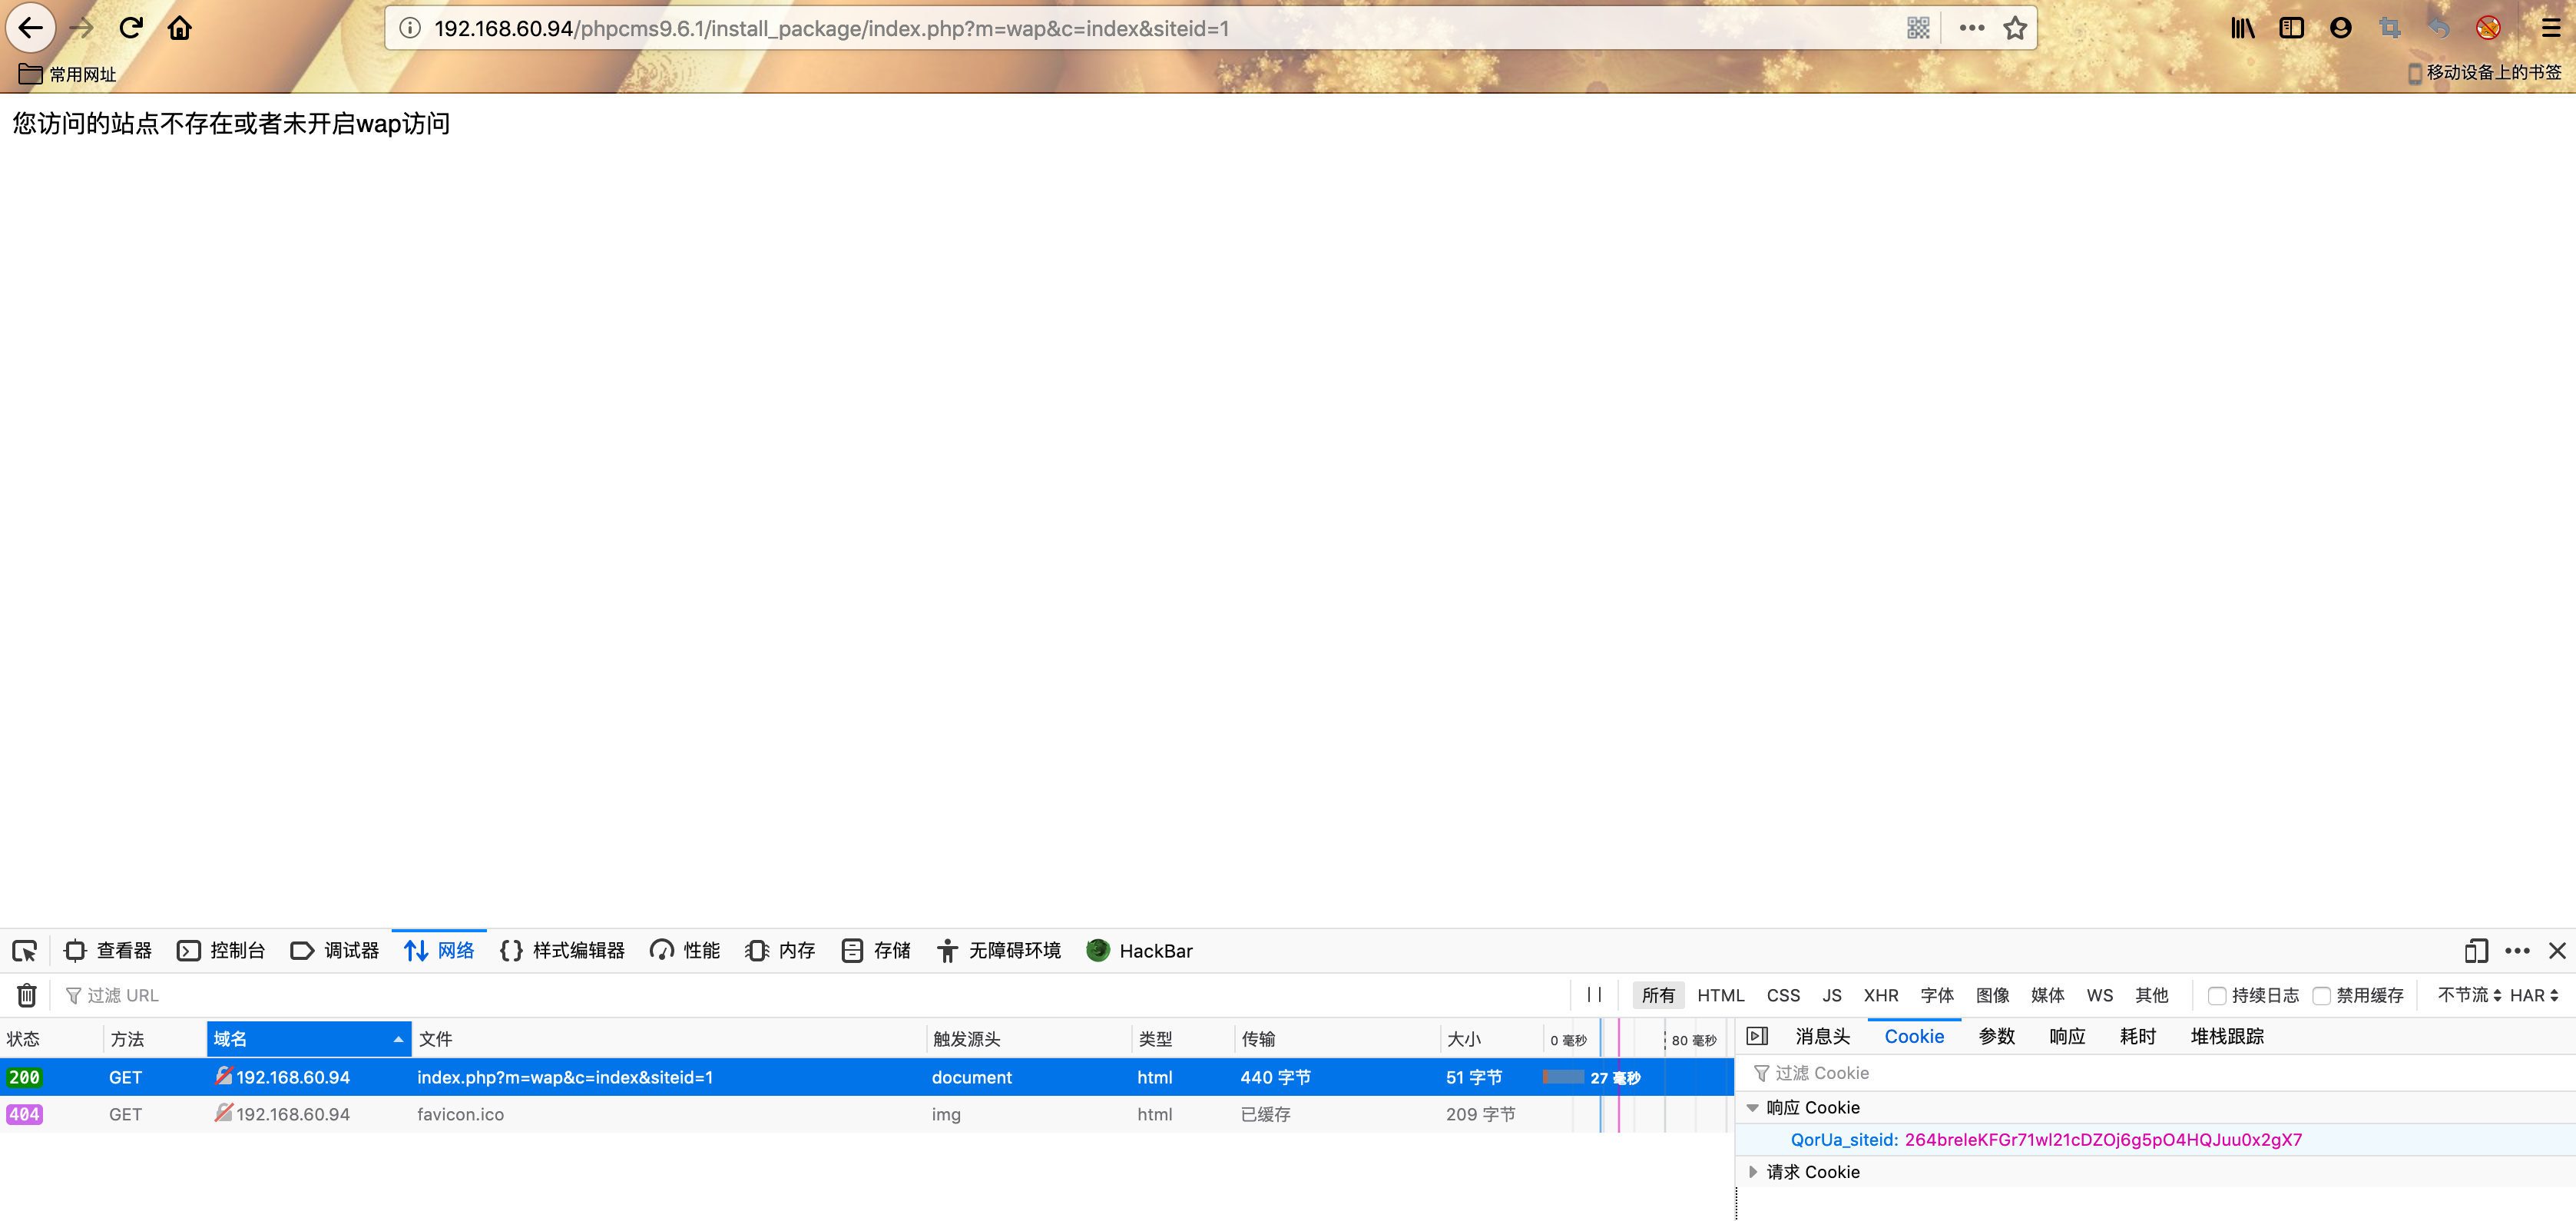 192.168.60.94/phpcms9.6.1/install_package/index.php?m=wap&c=index&siteid=1
常用网址
移动设备上的书签
您访问的站点不存在或者未开启wap访问
查看器 控制台 调试器 网络 样式编辑器 性能 内存 存储 无障碍环境 HackBar
过滤 URL 所有 HTML CSS JS XHR 字体 图像 媒体 WS 其他 持续日志 禁用缓存 不节流 HAR
状态 方法 域名 文件 触发源头 类型 传输 大小 0 毫秒 80 毫秒
200 GET 192.168.60.94 index.php?m=wap&c=index&siteid=1 document html 440 字节 51 字节 27 毫秒
404 GET 192.168.60.94 favicon.ico img html 已缓存 209 字节
消息头 Cookie 参数 响应 耗时 堆栈跟踪
过滤 Cookie
响应 Cookie
QorUa_siteid: 264breleKFGr71wl21cDZOj6g5pO4HQJuu0x2gX7
请求 Cookie